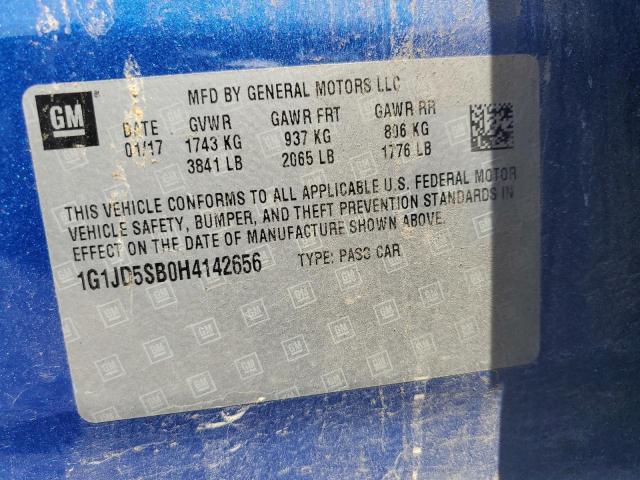 GM
MFD BY GENERAL MOTORS LLC
DATE GVWR GAWR FRT GAWR RR
01/17 1743 KG 937 KG 806 KG
3841 LB 2065 LB 1776 LB
THIS VEHICLE CONFORMS TO ALL APPLICABLE U.S. FEDERAL MOTOR
VEHICLE SAFETY, BUMPER, AND THEFT PREVENTION STANDARDS IN
EFFECT ON THE DATE OF MANUFACTURE SHOWN ABOVE.
1G1JD5SB0H4142656 TYPE: PASS CAR